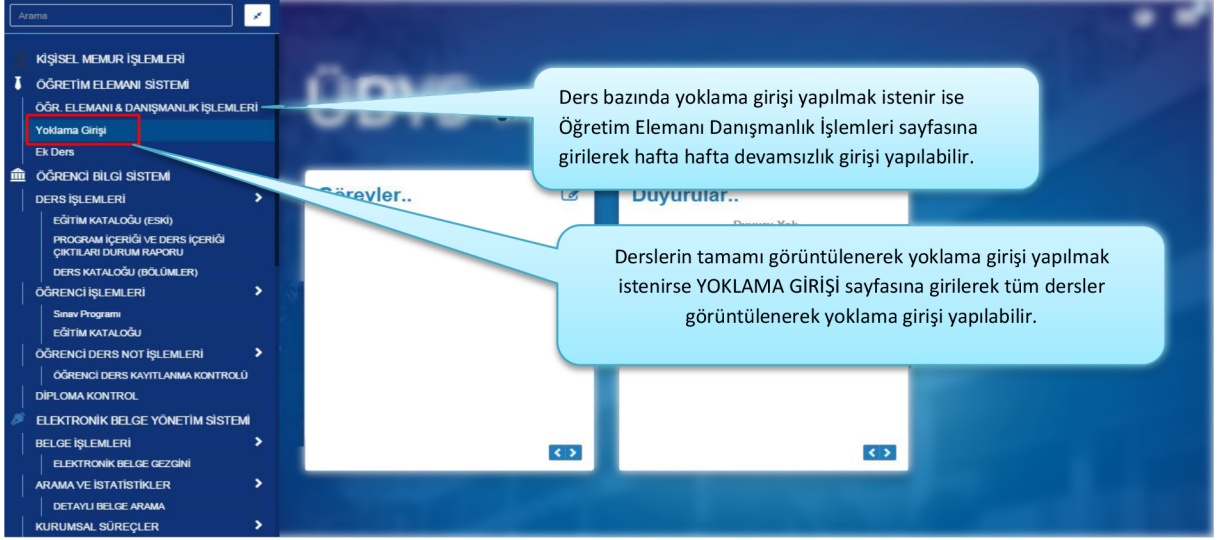 Arama
KİŞİSEL MEMUR İŞLEMLERİ
ÖĞRETİM ELEMANI SİSTEMİ
ÖĞR. ELEMANI & DANIŞMANLIK İŞLEMLERİ
Yoklama Girişi
Ek Ders
ÖĞRENCİ BİLGİ SİSTEMİ
DERS İŞLEMLERİ
EĞİTİM KATALOĞU (ESKİ)
PROGRAM İÇERİĞİ VE DERS İÇERİĞİ
ÇIKTILARI DURUM RAPORU
DERS KATALOĞU (BÖLÜMLER)
ÖĞRENCİ İŞLEMLERİ
Sınav Programı
EĞİTİM KATALOĞU
ÖĞRENCİ DERS NOT İŞLEMLERİ
ÖĞRENCİ DERS KAYITLANMA KONTROLÜ
DİPLOMA KONTROL
ELEKTRONİK BELGE YÖNETİM SİSTEMİ
BELGE İŞLEMLERİ
ELEKTRONİK BELGE GEZGİNİ
ARAMA VE İSTATİSTİKLER
DETAYLI BELGE ARAMA
KURUMSAL SÜREÇLER
Ders bazında yoklama girişi yapılmak istenir ise
Öğretim Elemanı Danışmanlık İşlemleri sayfasına
girilerek hafta hafta devamsızlık girişi yapılabilir.
Görevler..
Duyurular..
Derslerin tamamı görüntülenerek yoklama girişi yapılmak
istenirse YOKLAMA GİRİŞİ sayfasına girilerek tüm dersler
görüntülenerek yoklama girişi yapılabilir.